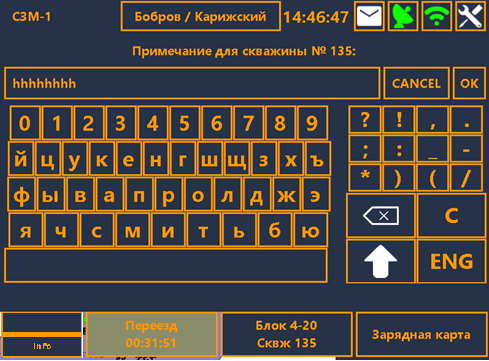 СЗМ-1
Бобров / Карижский
14:46:47
Примечание для скважины № 135:
hhhhhhhh
CANCEL
OK
0 1 2 3 4 5 6 7 8 9
й ц у к е н г ш щ з х ъ
ф ы в а п р о л д ж э
я ч с м и т ь б ю
? ! , .
; : _ -
* ) ( /
C
ENG
Info
Переезд
00:31:51
Блок 4-20
Сквж 135
Зарядная карта